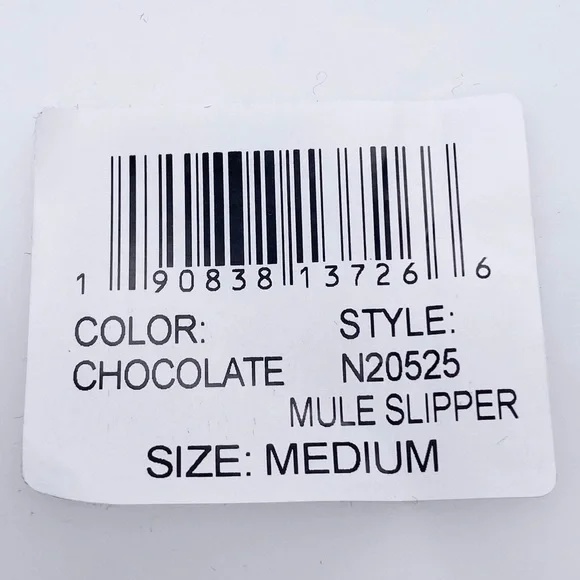 1 90838 13726 6
COLOR: STYLE:
CHOCOLATE N20525
MULE SLIPPER
SIZE: MEDIUM